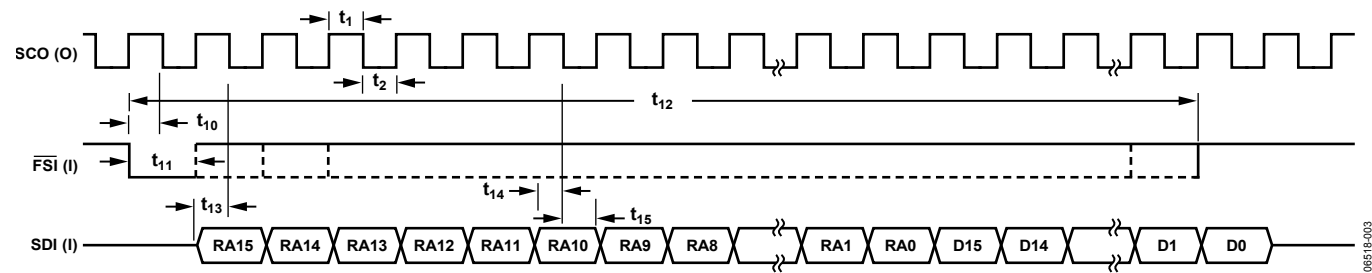 t1
SCO (O)
t2
t12
t10
FSI (I)
t11
t14
t13
t15
SDI (I)
RA15 RA14 RA13 RA12 RA11 RA10 RA9 RA8 RA1 RA0 D15 D14 D1 D0
06518-003